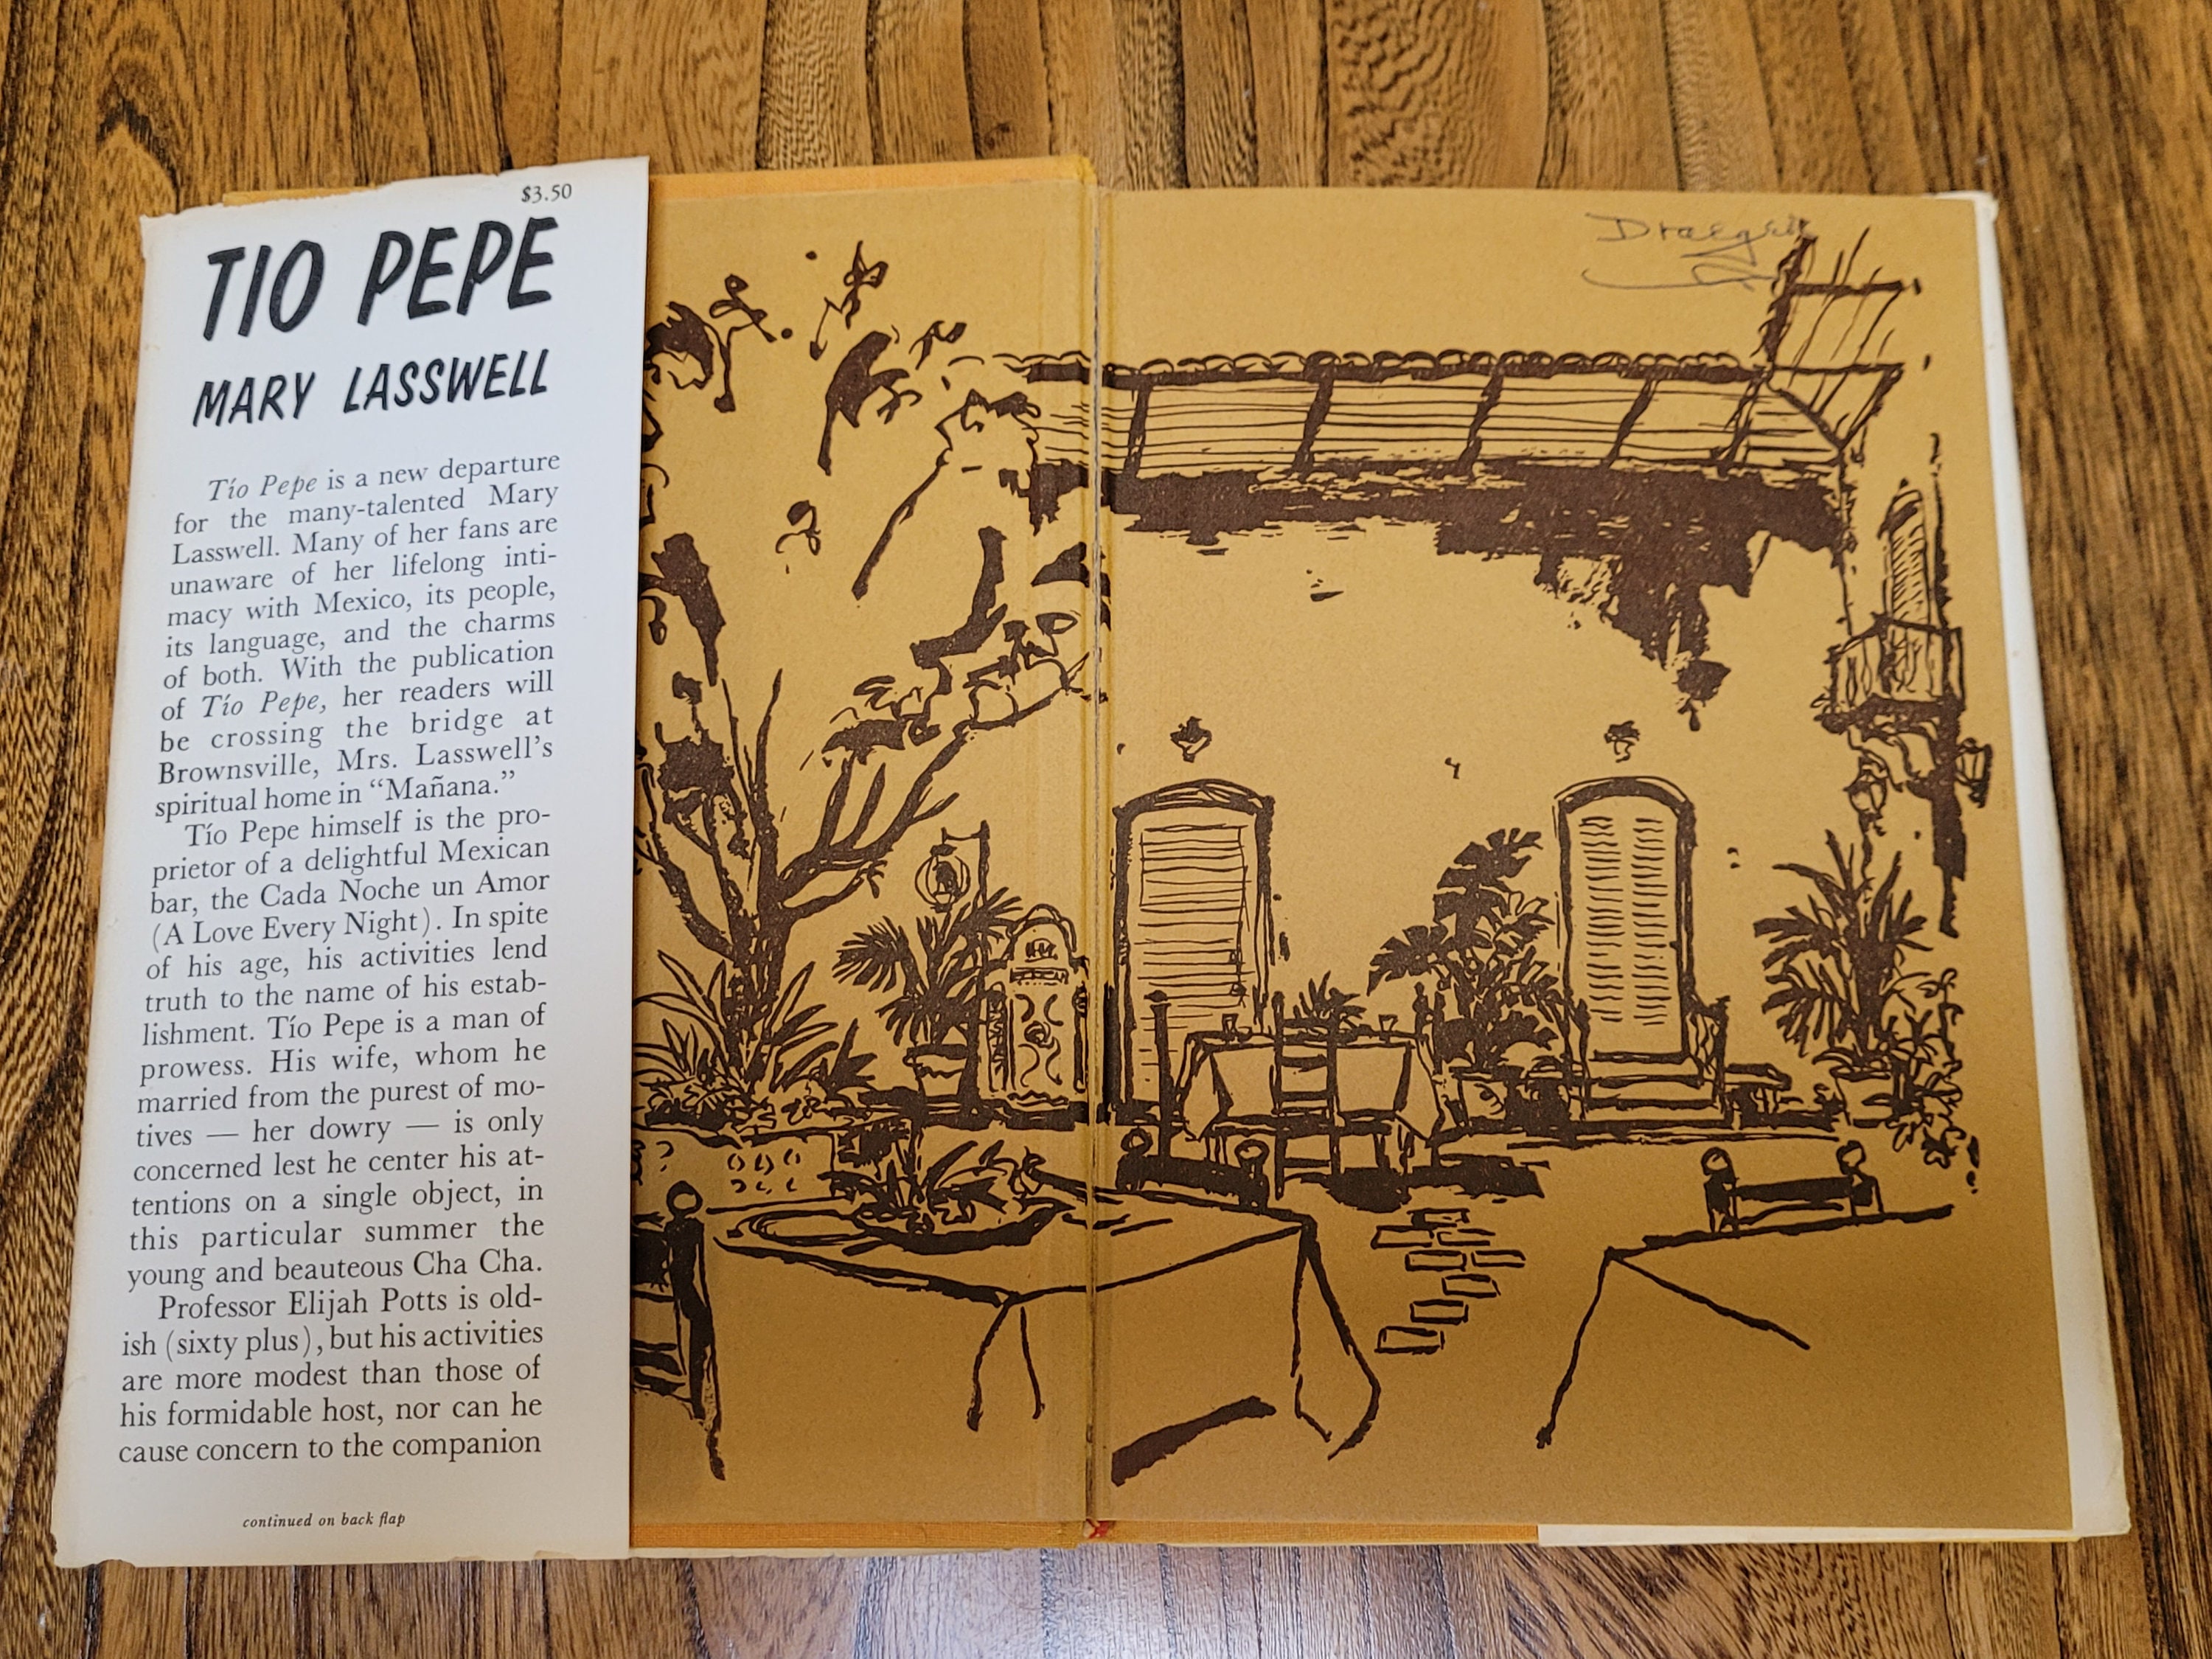 $3.50
TIO PEPE
MARY LASSWELL
Tío Pepe is a new departure
for the many-talented Mary
Lasswell. Many of her fans are
unaware of her lifelong inti-
macy with Mexico, its people,
its language, and the charms
of both. With the publication
of Tío Pepe, her readers will
be crossing the bridge at
Brownsville, Mrs. Lasswell's
spiritual home in “Mañana.”
Tío Pepe himself is the pro-
prietor of a delightful Mexican
bar, the Cada Noche un Amor
(A Love Every Night). In spite
of his age, his activities lend
truth to the name of his estab-
lishment. Tío Pepe is a man of
prowess. His wife, whom he
married from the purest of mo-
tives — her dowry — is only
concerned lest he center his at-
tentions on a single object, in
this particular summer the
young and beauteous Cha Cha.
Professor Elijah Potts is old-
ish (sixty plus), but his activities
are more modest than those of
his formidable host, nor can he
cause concern to the companion
continued on back flap